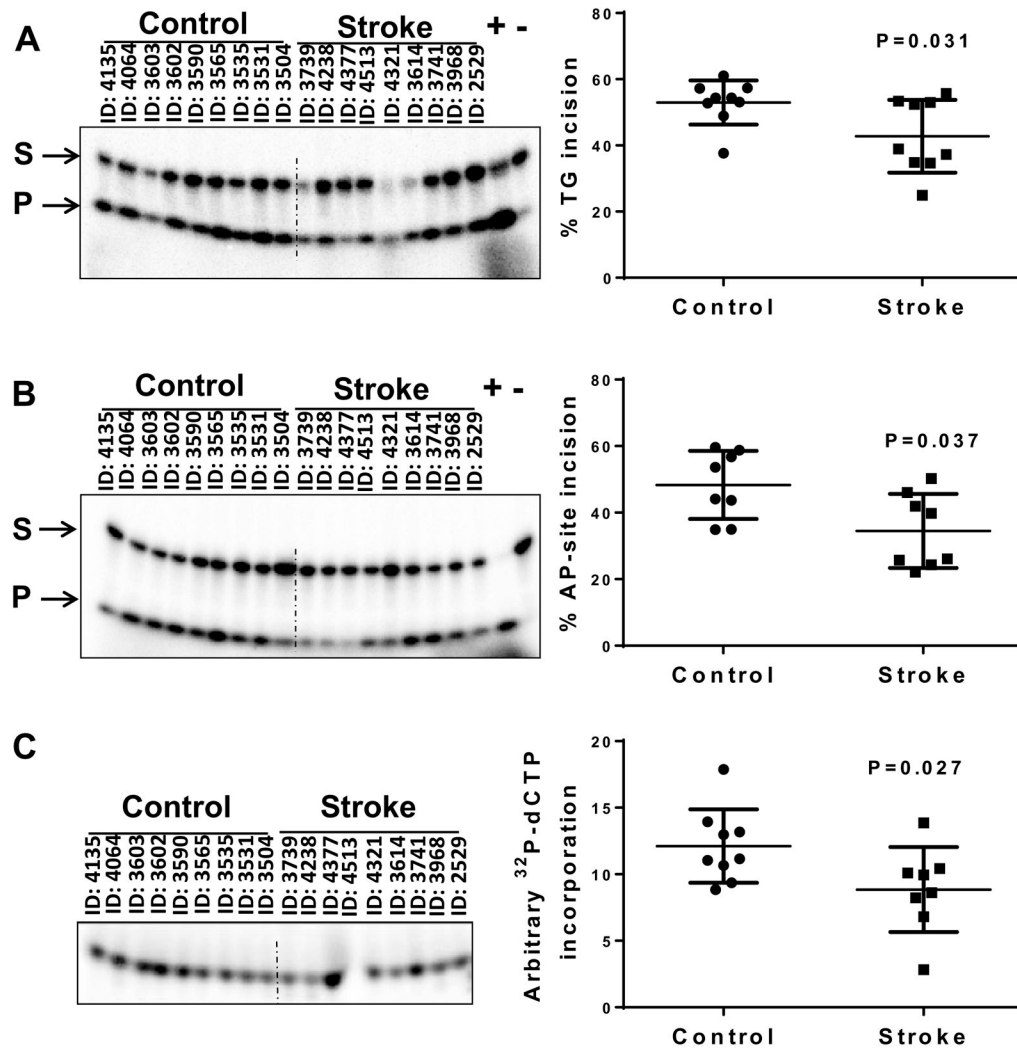 A
Control Stroke + -
ID: 4135
ID: 4064
ID: 3603
ID: 3602
ID: 3590
ID: 3565
ID: 3535
ID: 3531
ID: 3504
ID: 3739
ID: 4238
ID: 4377
ID: 4513
ID: 4321
ID: 3614
ID: 3741
ID: 3968
ID: 2529
S
P
% TG incision
80
60
40
20
0
P=0.031
Control Stroke
B
Control Stroke + -
ID: 4135
ID: 4064
ID: 3603
ID: 3602
ID: 3590
ID: 3565
ID: 3535
ID: 3531
ID: 3504
ID: 3739
ID: 4238
ID: 4377
ID: 4513
ID: 4321
ID: 3614
ID: 3741
ID: 3968
ID: 2529
S
P
% AP-site incision
80
60
40
20
0
P=0.037
Control Stroke
C
Control Stroke
ID: 4135
ID: 4064
ID: 3603
ID: 3602
ID: 3590
ID: 3565
ID: 3535
ID: 3531
ID: 3504
ID: 3739
ID: 4238
ID: 4377
ID: 4513
ID: 4321
ID: 3614
ID: 3741
ID: 3968
ID: 2529
Arbitrary ³²P-dCTP
incorporation
20
15
10
5
0
P=0.027
Control Stroke